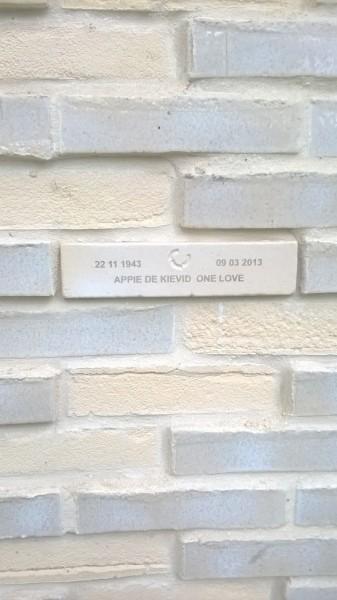 22 11 1943 09 03 2013
APPIE DE KIEVID ONE LOVE